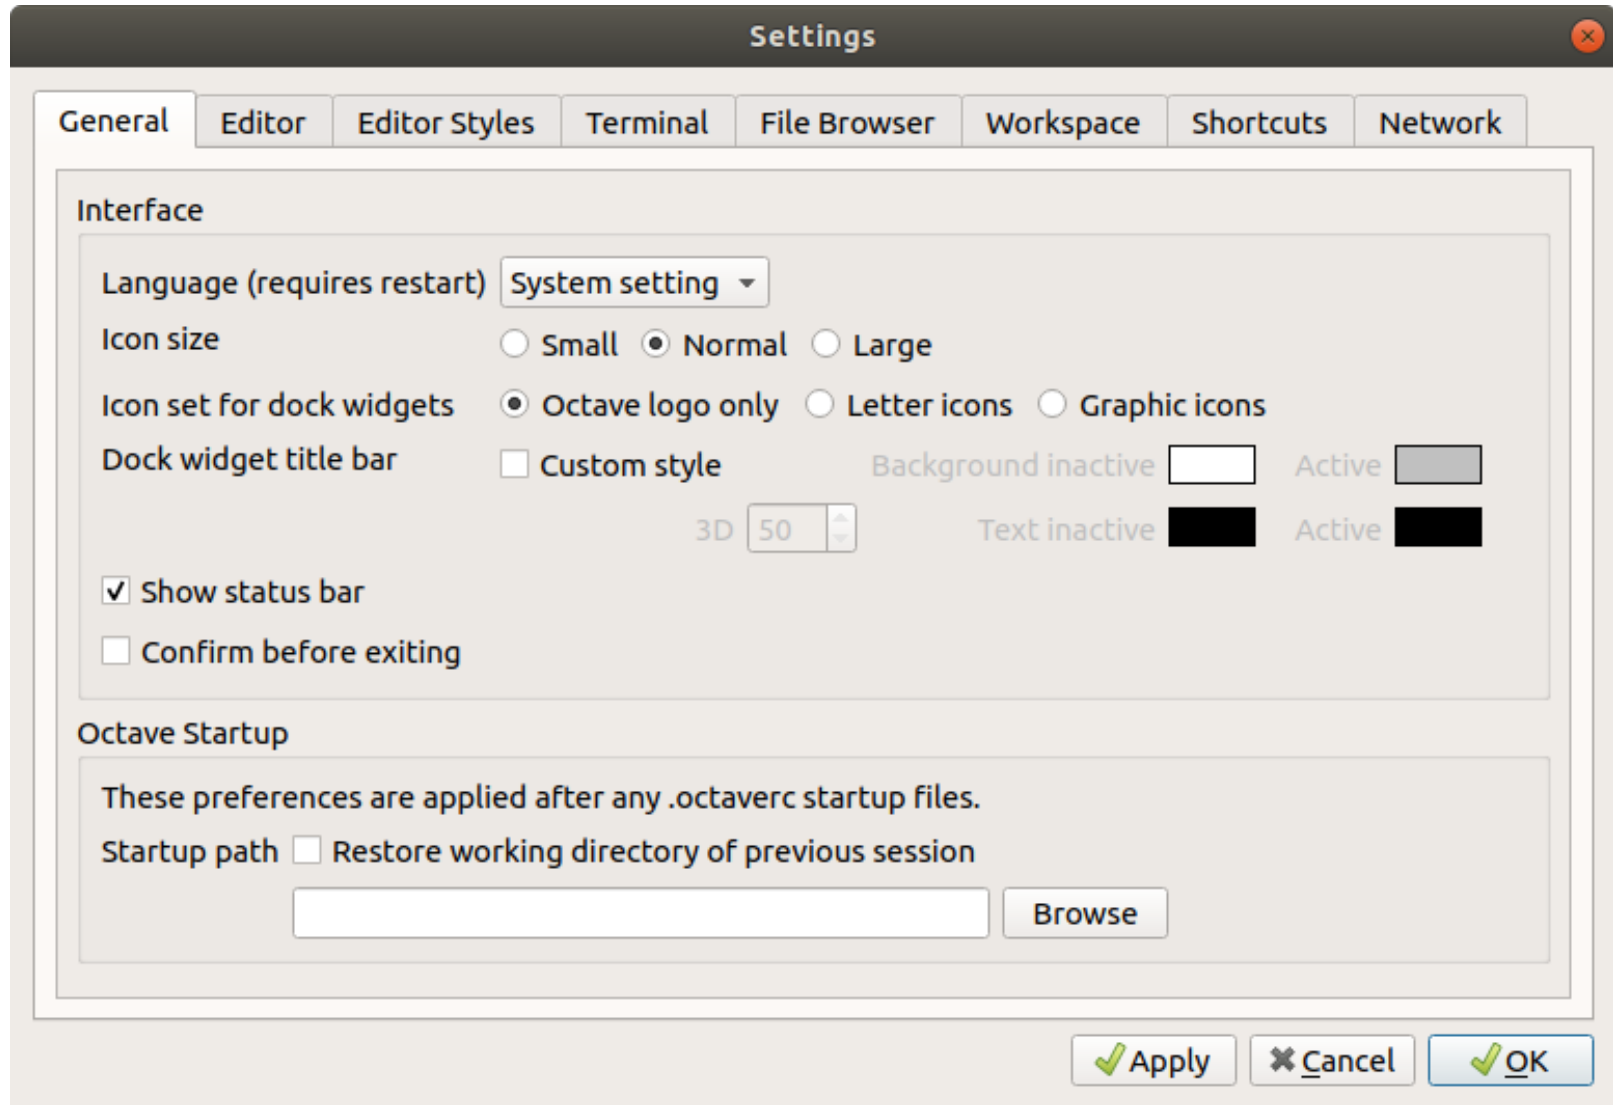 Settings
General Editor Editor Styles Terminal File Browser Workspace Shortcuts Network
Interface
Language (requires restart) System setting
Icon size Small Normal Large
Icon set for dock widgets Octave logo only Letter icons Graphic icons
Dock widget title bar Custom style Background inactive Active
3D 50 Text inactive Active
Show status bar
Confirm before exiting
Octave Startup
These preferences are applied after any .octaverc startup files.
Startup path Restore working directory of previous session
Browse
Apply Cancel OK